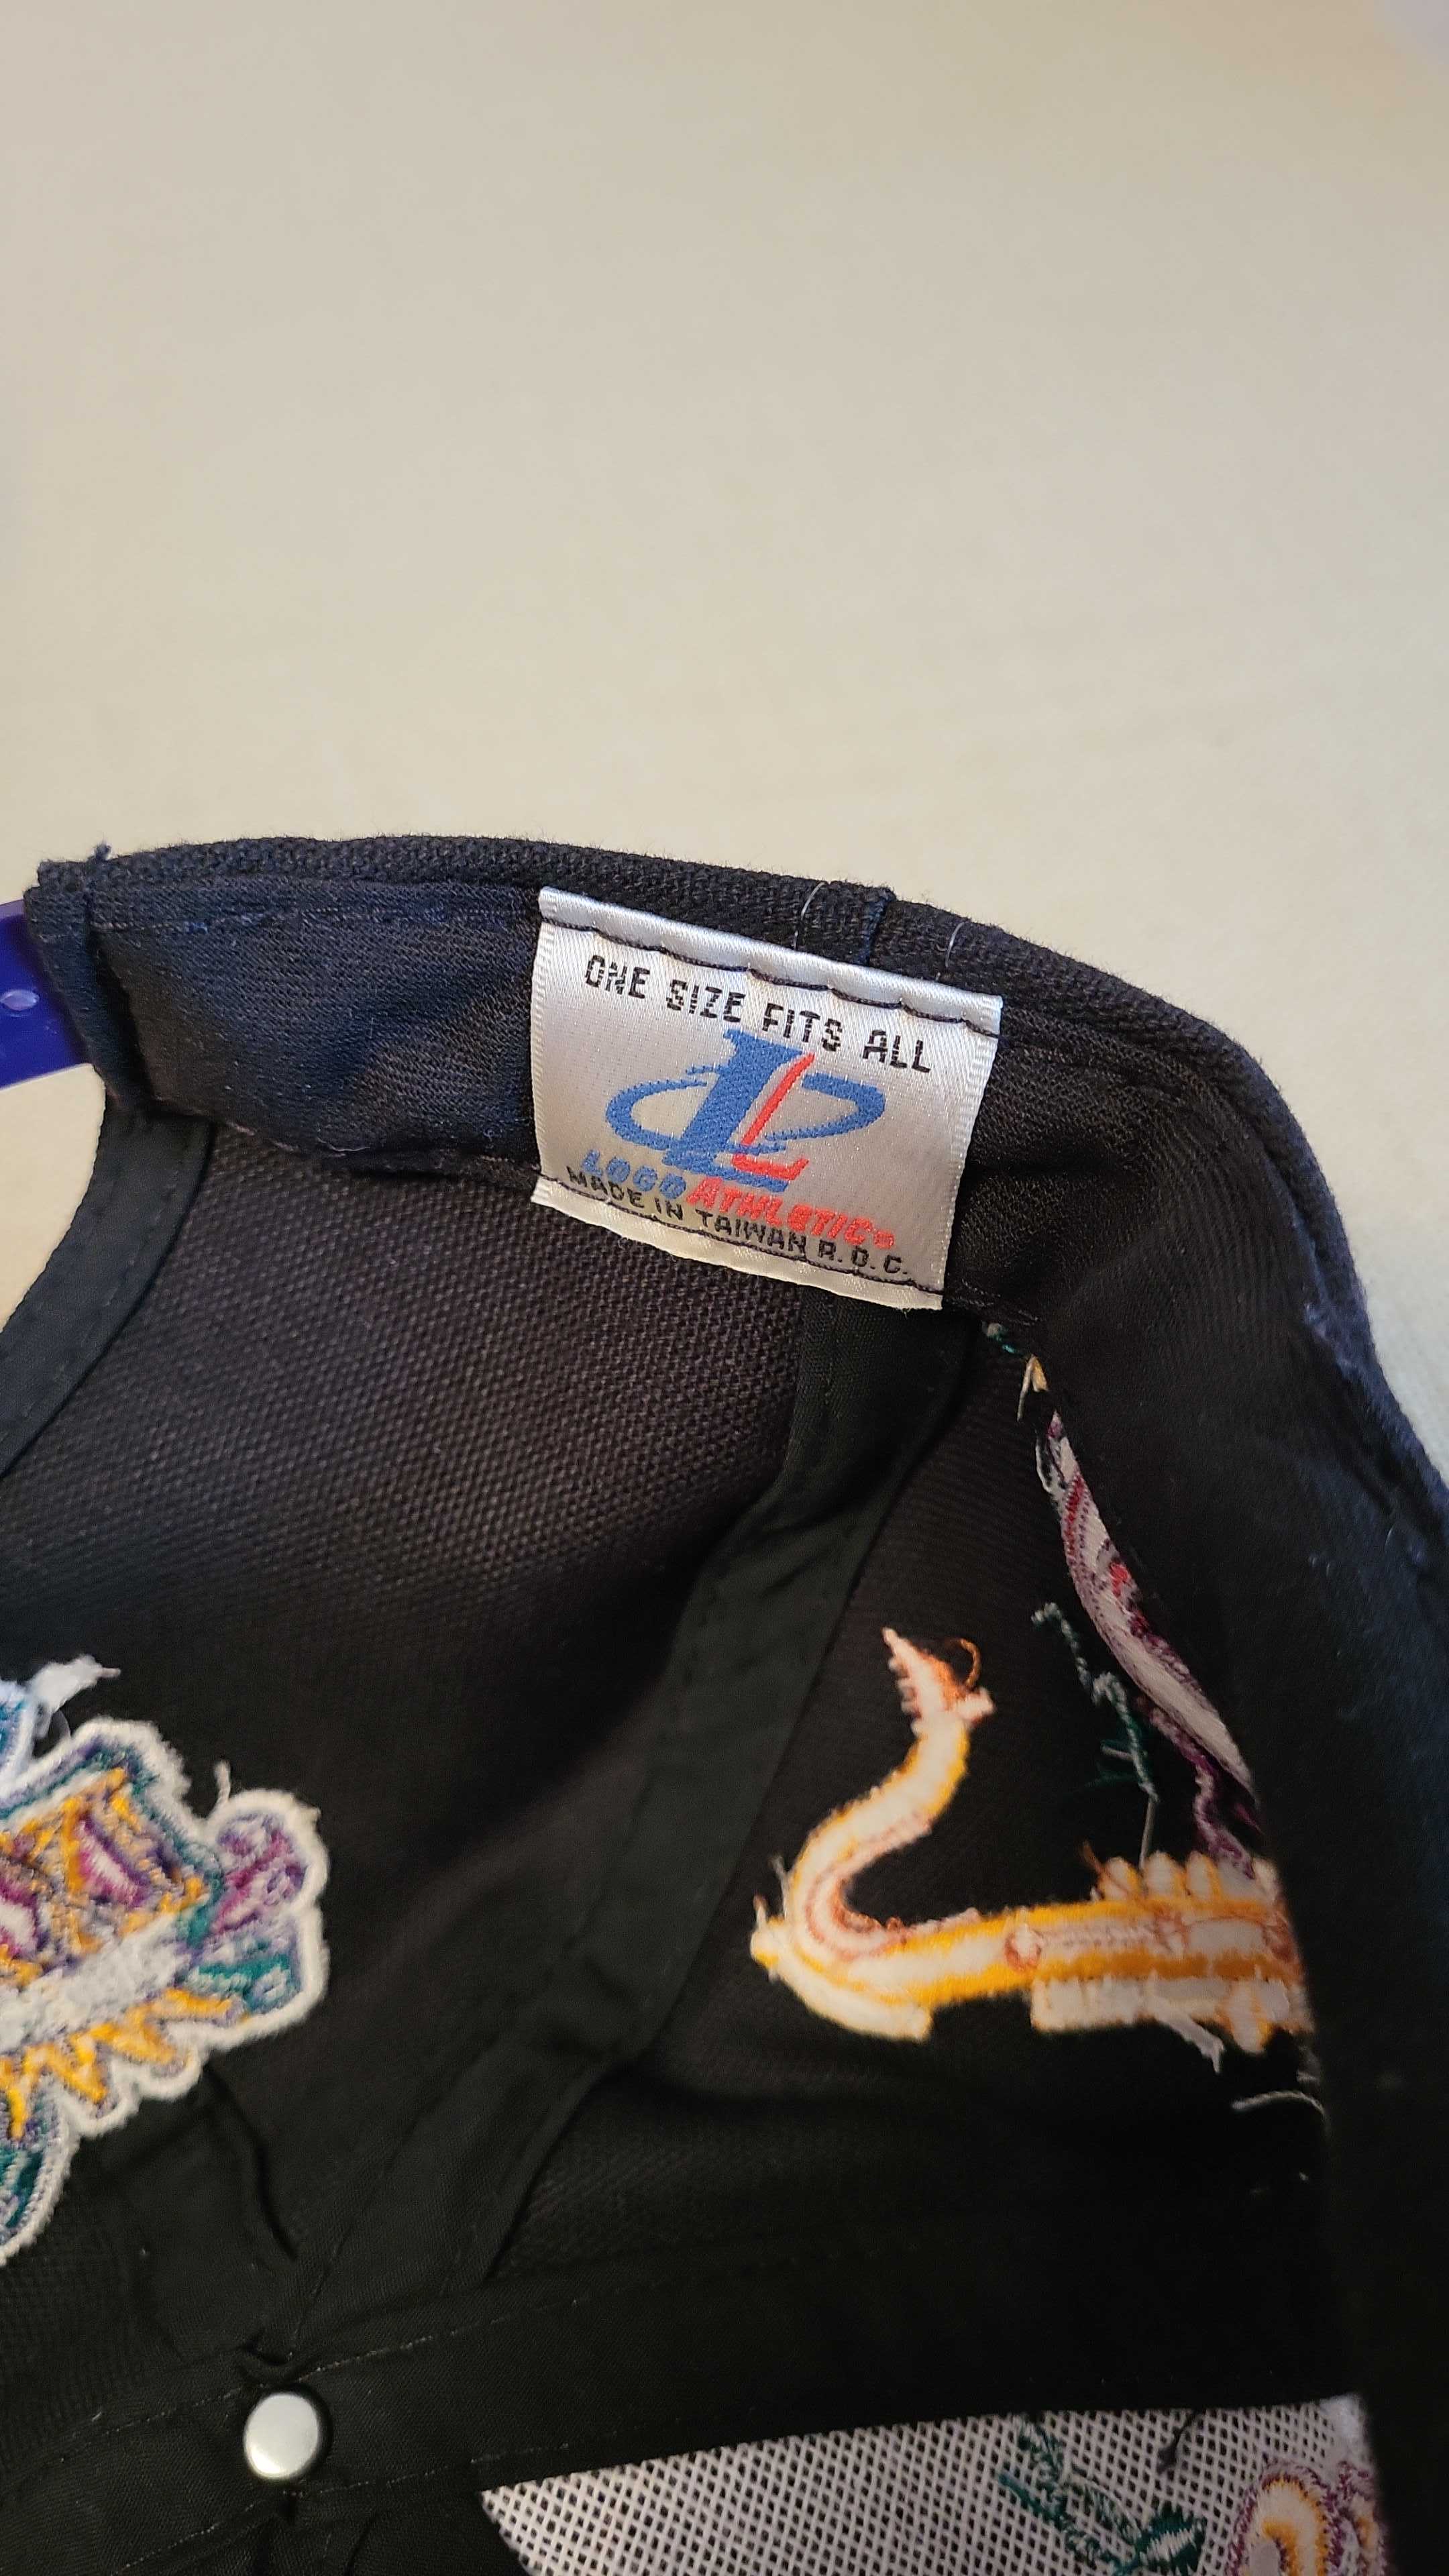 ONE SIZE FITS ALL
L
LOGO ATHLETIC®
MADE IN TAIWAN R.O.C.